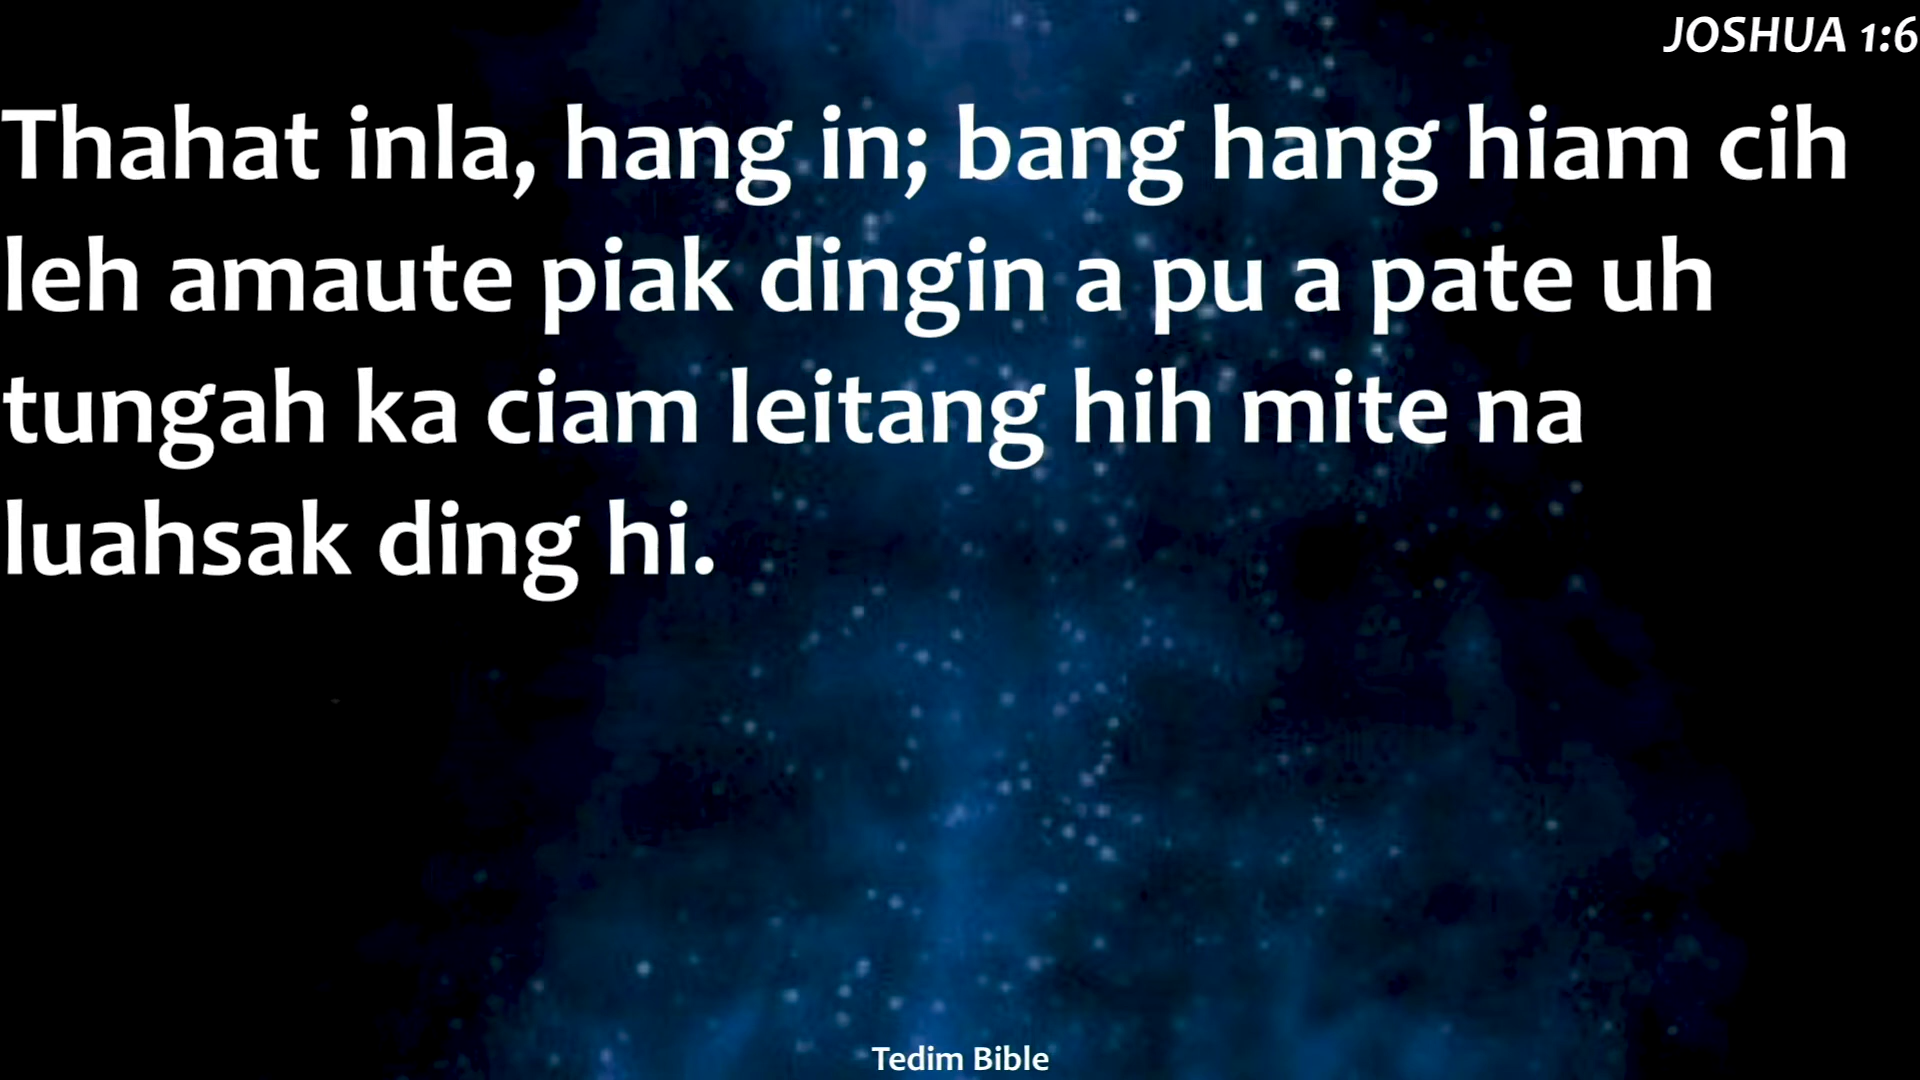 JOSHUA 1:6
Thahat inla, hang in; bang hang hiam cih
leh amaute piak dingin a pu a pate uh
tungah ka ciam leitang hih mite na
luahsak ding hi.
Tedim Bible